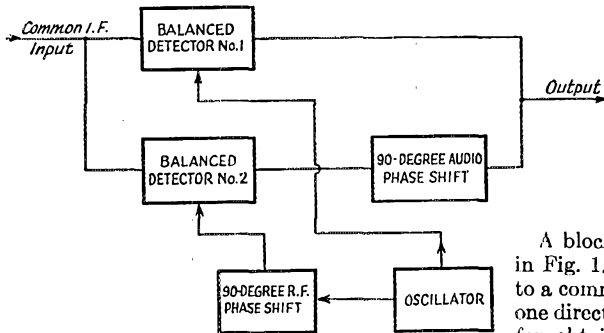 Common I.F.
Input
BALANCED
DETECTOR No.1
Output
BALANCED
DETECTOR No.2
90-DEGREE AUDIO
PHASE SHIFT
90-DEGREE R.F.
PHASE SHIFT
OSCILLATOR
A bloc
in Fig. 1.
to a comm
one direct